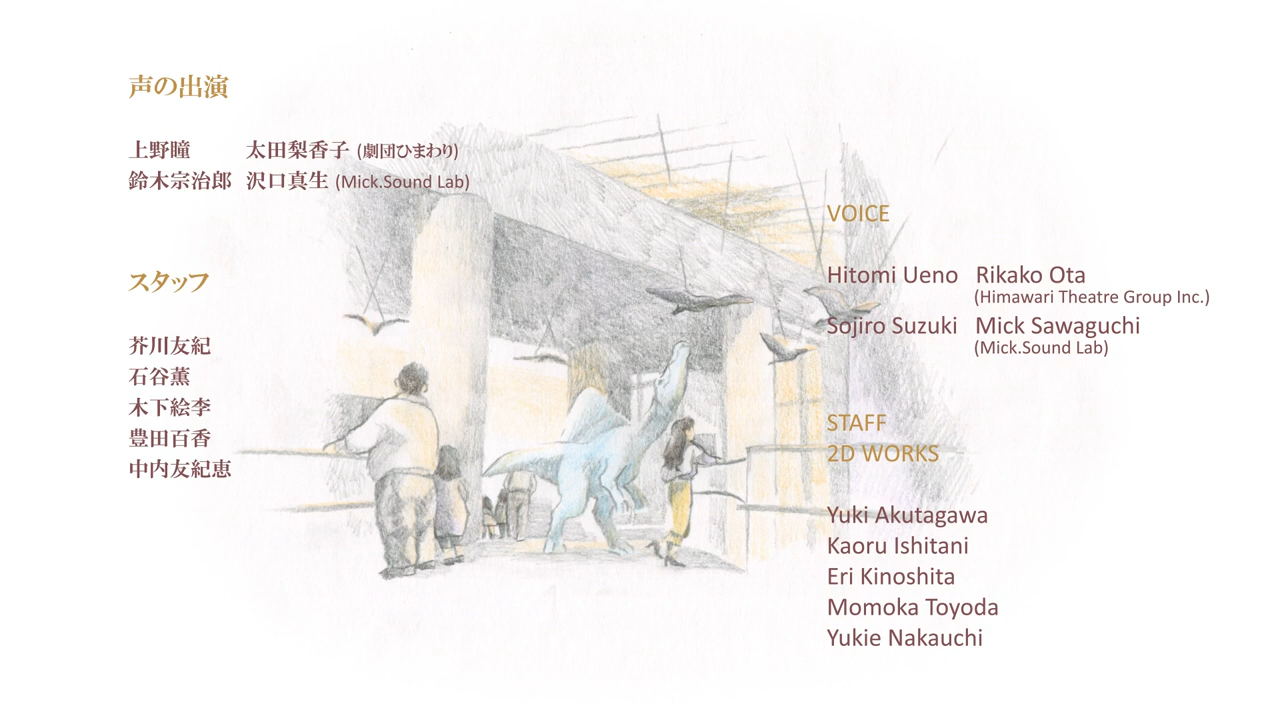 声の出演
上野瞳 太田梨香子 (劇団ひまわり)
鈴木宗治郎 沢口真生 (Mick.Sound Lab)
スタッフ
芥川友紀
石谷薫
木下絵李
豊田百香
中内友紀恵
VOICE
Hitomi Ueno Rikako Ota
(Himawari Theatre Group Inc.)
Sojiro Suzuki Mick Sawaguchi
(Mick.Sound Lab)
STAFF
2D WORKS
Yuki Akutagawa
Kaoru Ishitani
Eri Kinoshita
Momoka Toyoda
Yukie Nakauchi